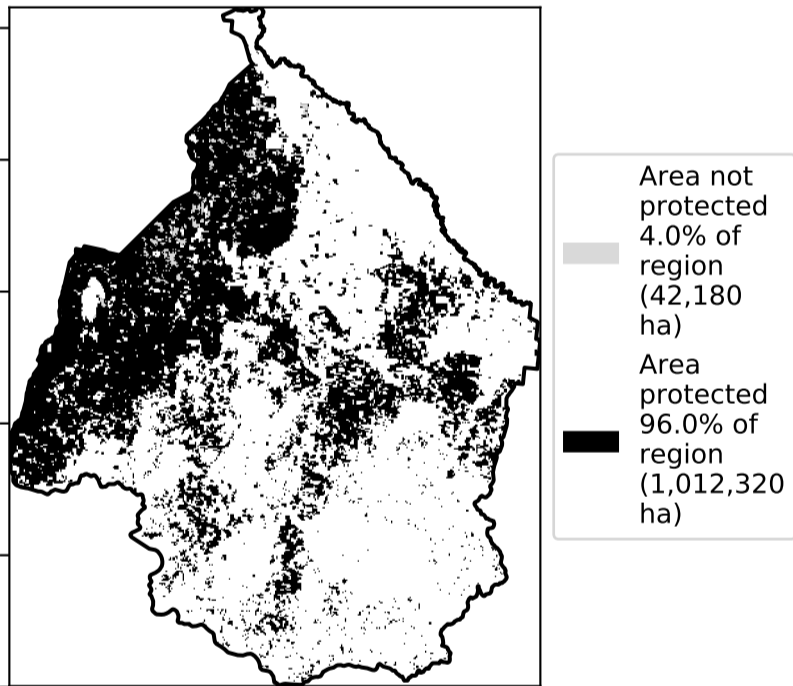 Area not
protected
4.0% of
region
(42,180
ha)
Area
protected
96.0% of
region
(1,012,320
ha)